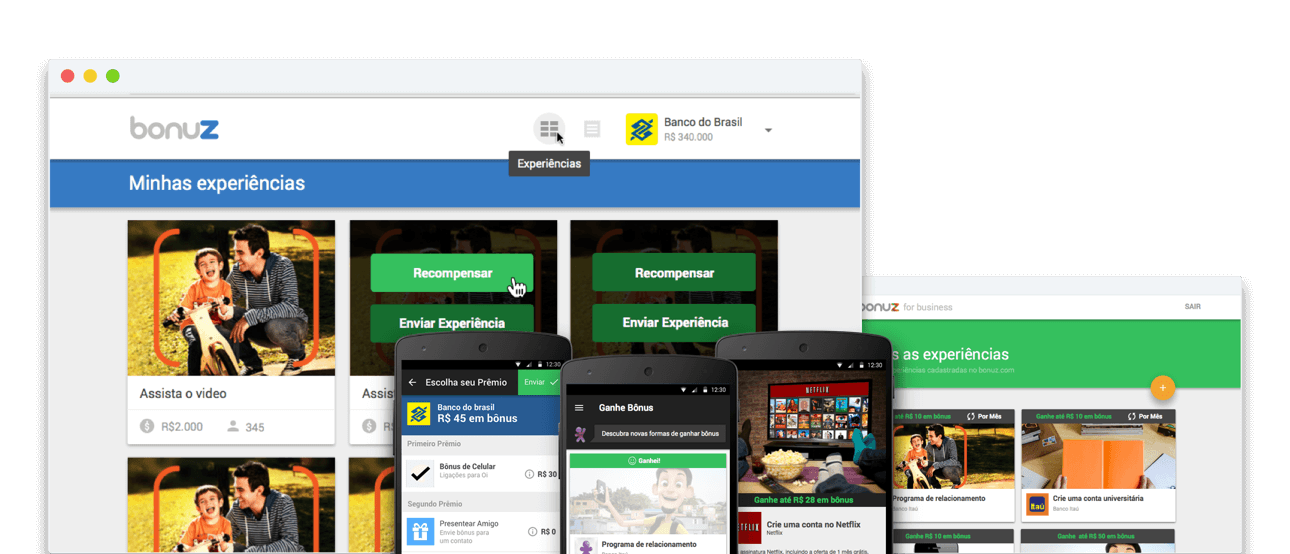 bonuz
Banco do Brasil
R$ 340.000
Experiências
Minhas experiências
Recompensar
Enviar Experiência
Recompensar
Enviar Experiência
Assista o video
R$2.000 345
Assis
R$
12:30
Escolha seu Prêmio Enviar
Banco do brasil
R$ 45 em bônus
Primeiro Prêmio
Bônus de Celular
Ligações para Oi
R$ 30
Segundo Prêmio
Presentear Amigo
Envie bônus para
um contato
R$ 0
12:30
Ganhe Bônus
Descubra novas formas de ganhar bônus
Ganhei!
Programa de relacionamento
12:30
NETFLIX
Ganhe até R$ 28 em bônus
Crie uma conta no Netflix
Netflix
assinatura Netflix, incluindo a oferta de 1 mês grátis,
bonuz for business
SAIR
s as experiências
eriências cadastradas no bonuz.com
+
até R$ 10 em bônus Por Mês
Programa de relacionamento
Banco Itaú
Ganhe até R$ 10 em bônus Por Mês
Itaú
Crie uma conta universitária
Banco Itaú
Ganhe R$ 10 em bônus
Ganhe até R$ 50 em bônus